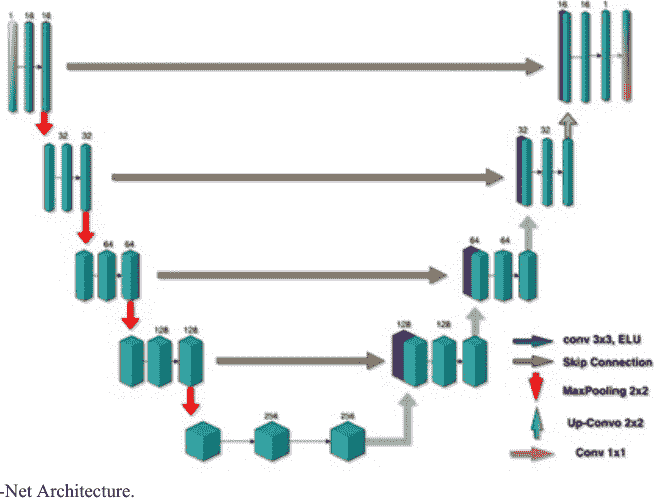 1 16 16
16 16 1
32 32
32 32
64 64
64 64
128 128
128 128
256 256
conv 3x3, ELU
Skip Connection
MaxPooling 2x2
Up-Convo 2x2
Conv 1x1
-Net Architecture.